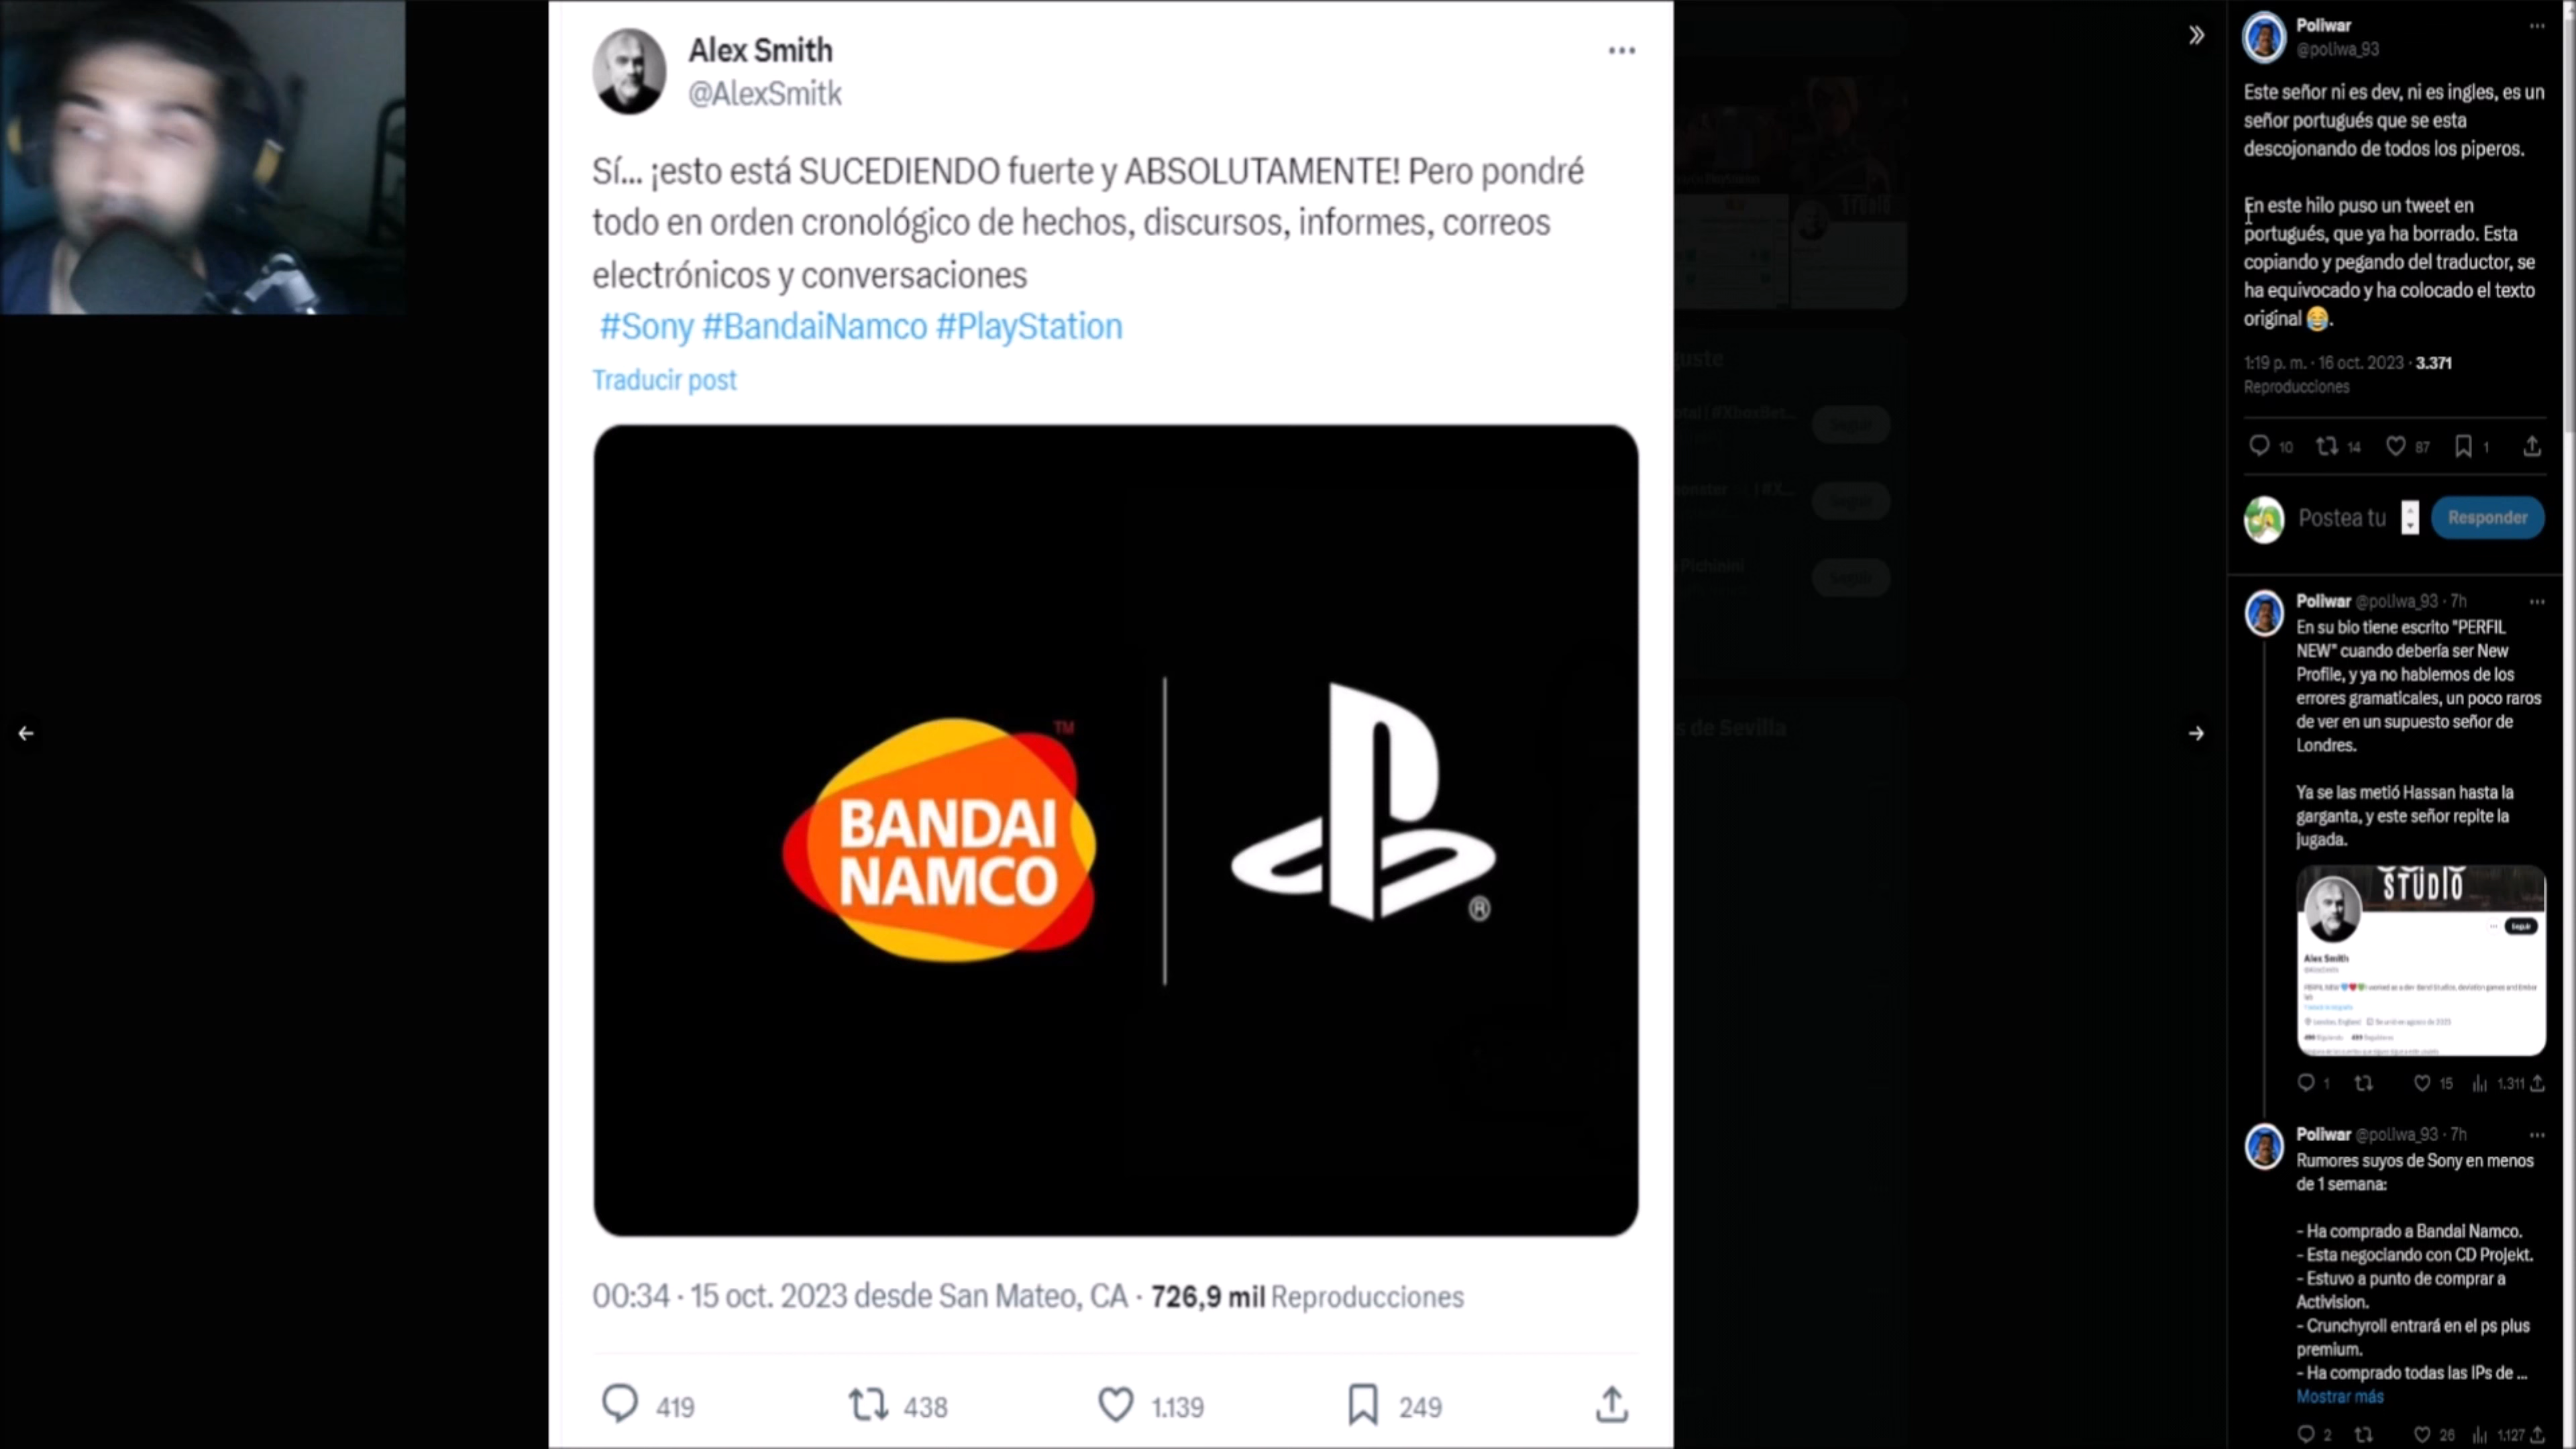 Alex Smith
@AlexSmitk
Sí... ¡esto está SUCEDIENDO fuerte y ABSOLUTAMENTE! Pero pondré
todo en orden cronológico de hechos, discursos, informes, correos
electrónicos y conversaciones
#Sony #BandaiNamco #PlayStation
Traducir post
BANDAI
NAMCO
TM
®
00:34 · 15 oct. 2023 desde San Mateo, CA · 726,9 mil Reproducciones
419 438 1.139 249
de Sevilla
Pichinini
Poliwar
@poliwa_93
Este señor ni es dev, ni es ingles, es un
señor portugués que se esta
descojonando de todos los piperos.
En este hilo puso un tweet en
portugués, que ya ha borrado. Esta
copiando y pegando del traductor, se
ha equivocado y ha colocado el texto
original 😂.
1:19 p. m. · 16 oct. 2023 · 3.371
Reproducciones
10 14 87 1
Postea tu
Responder
Poliwar @poliwa_93 · 7h
En su bio tiene escrito "PERFIL
NEW" cuando debería ser New
Profile, y ya no hablemos de los
errores gramaticales, un poco raros
de ver en un supuesto señor de
Londres.
Ya se las metió Hassan hasta la
garganta, y este señor repite la
jugada.
STUDIO
Seguir
Alex Smith
1 15 1.311
Poliwar @poliwa_93 · 7h
Rumores suyos de Sony en menos
de 1 semana:
- Ha comprado a Bandai Namco.
- Esta negociando con CD Projekt.
- Estuvo a punto de comprar a
Activision.
- Crunchyroll entrará en el ps plus
premium.
- Ha comprado todas las IPs de ...
Mostrar más
2 26 1.127